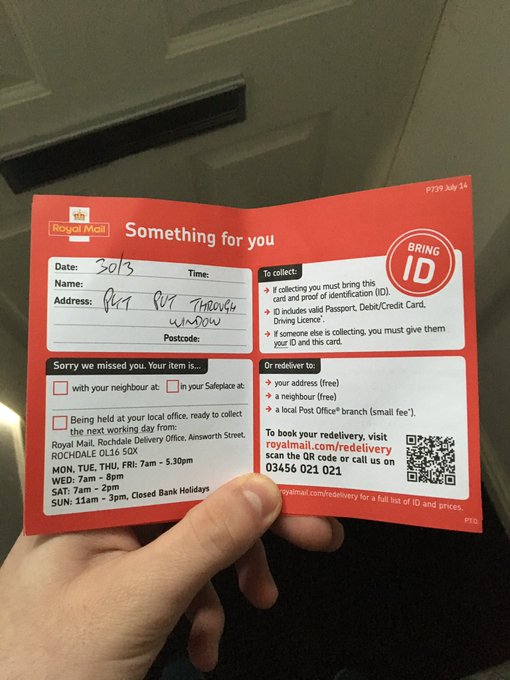 P739 July 14
Royal Mail
Something for you
BRING
ID
Date: 30/3 Time:
Name:
Address: PKT PUT THROUGH
WINDOW
Postcode:
Sorry we missed you. Your item is...
with your neighbour at: in your Safeplace at:
Being held at your local office, ready to collect
the next working day from:
Royal Mail, Rochdale Delivery Office, Ainsworth Street,
ROCHDALE OL16 5QX
MON, TUE, THU, FRI: 7am - 5.30pm
WED: 7am - 8pm
SAT: 7am - 2pm
SUN: 11am - 3pm, Closed Bank Holidays
To collect:
→ If collecting you must bring this
card and proof of identification (ID).
→ ID includes valid Passport, Debit/Credit Card,
Driving Licence*.
→ If someone else is collecting, you must give them
your ID and this card.
Or redeliver to:
→ your address (free)
→ a neighbour (free)
→ a local Post Office® branch (small fee*).
To book your redelivery, visit
royalmail.com/redelivery
scan the QR code or call us on
03456 021 021
royalmail.com/redelivery for a full list of ID and prices.
P.T.O.